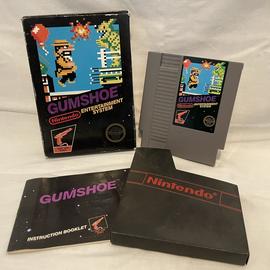 GUMSHOE
Nintendo
ENTERTAINMENT
SYSTEM
GUMSHOE
GUMSHOE
INSTRUCTION BOOKLET
Nintendo